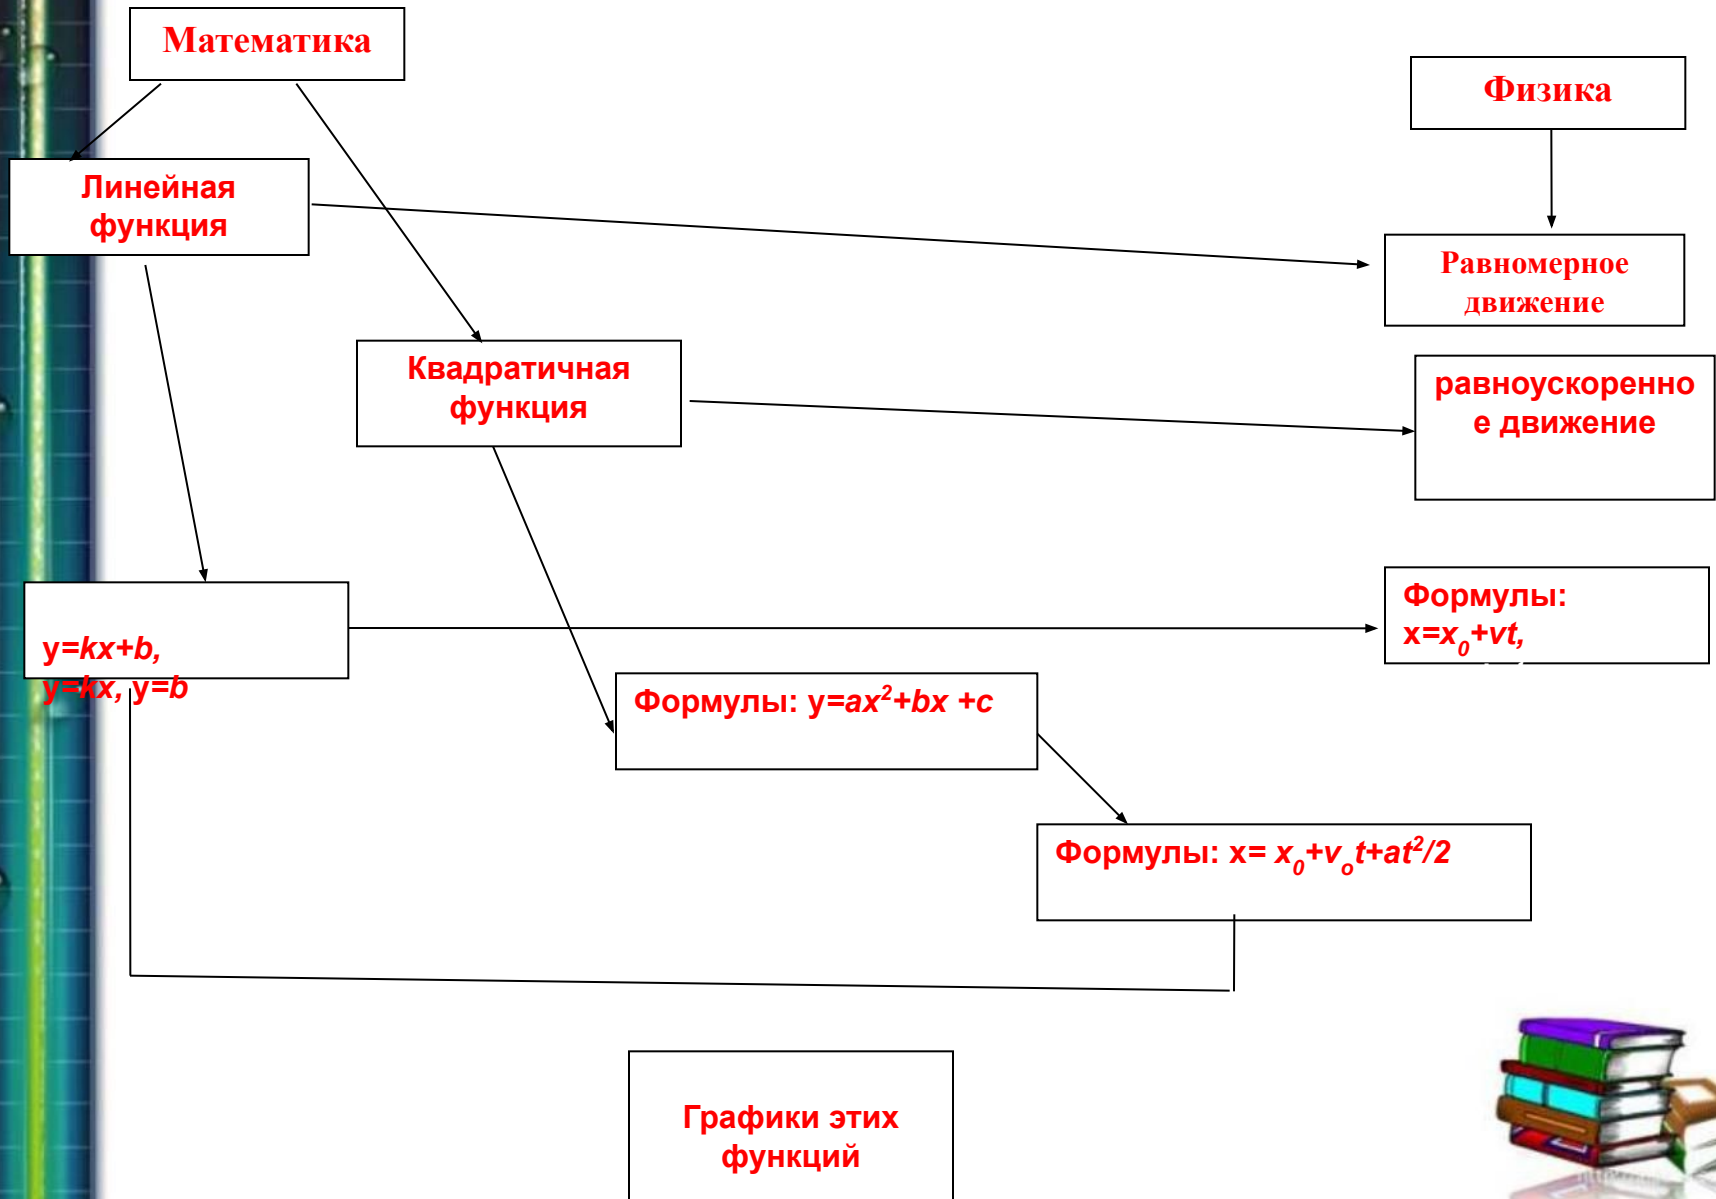 Математика
Физика
Линейная
функция
Равномерное
движение
Квадратичная
функция
равноускоренно
е движение
y=kx+b,
y=kx, y=b
Формулы:
x=x₀+vt,
Формулы: y=ax²+bx +c
Формулы: x= x₀+vₒt+at²/2
Графики этих
функций